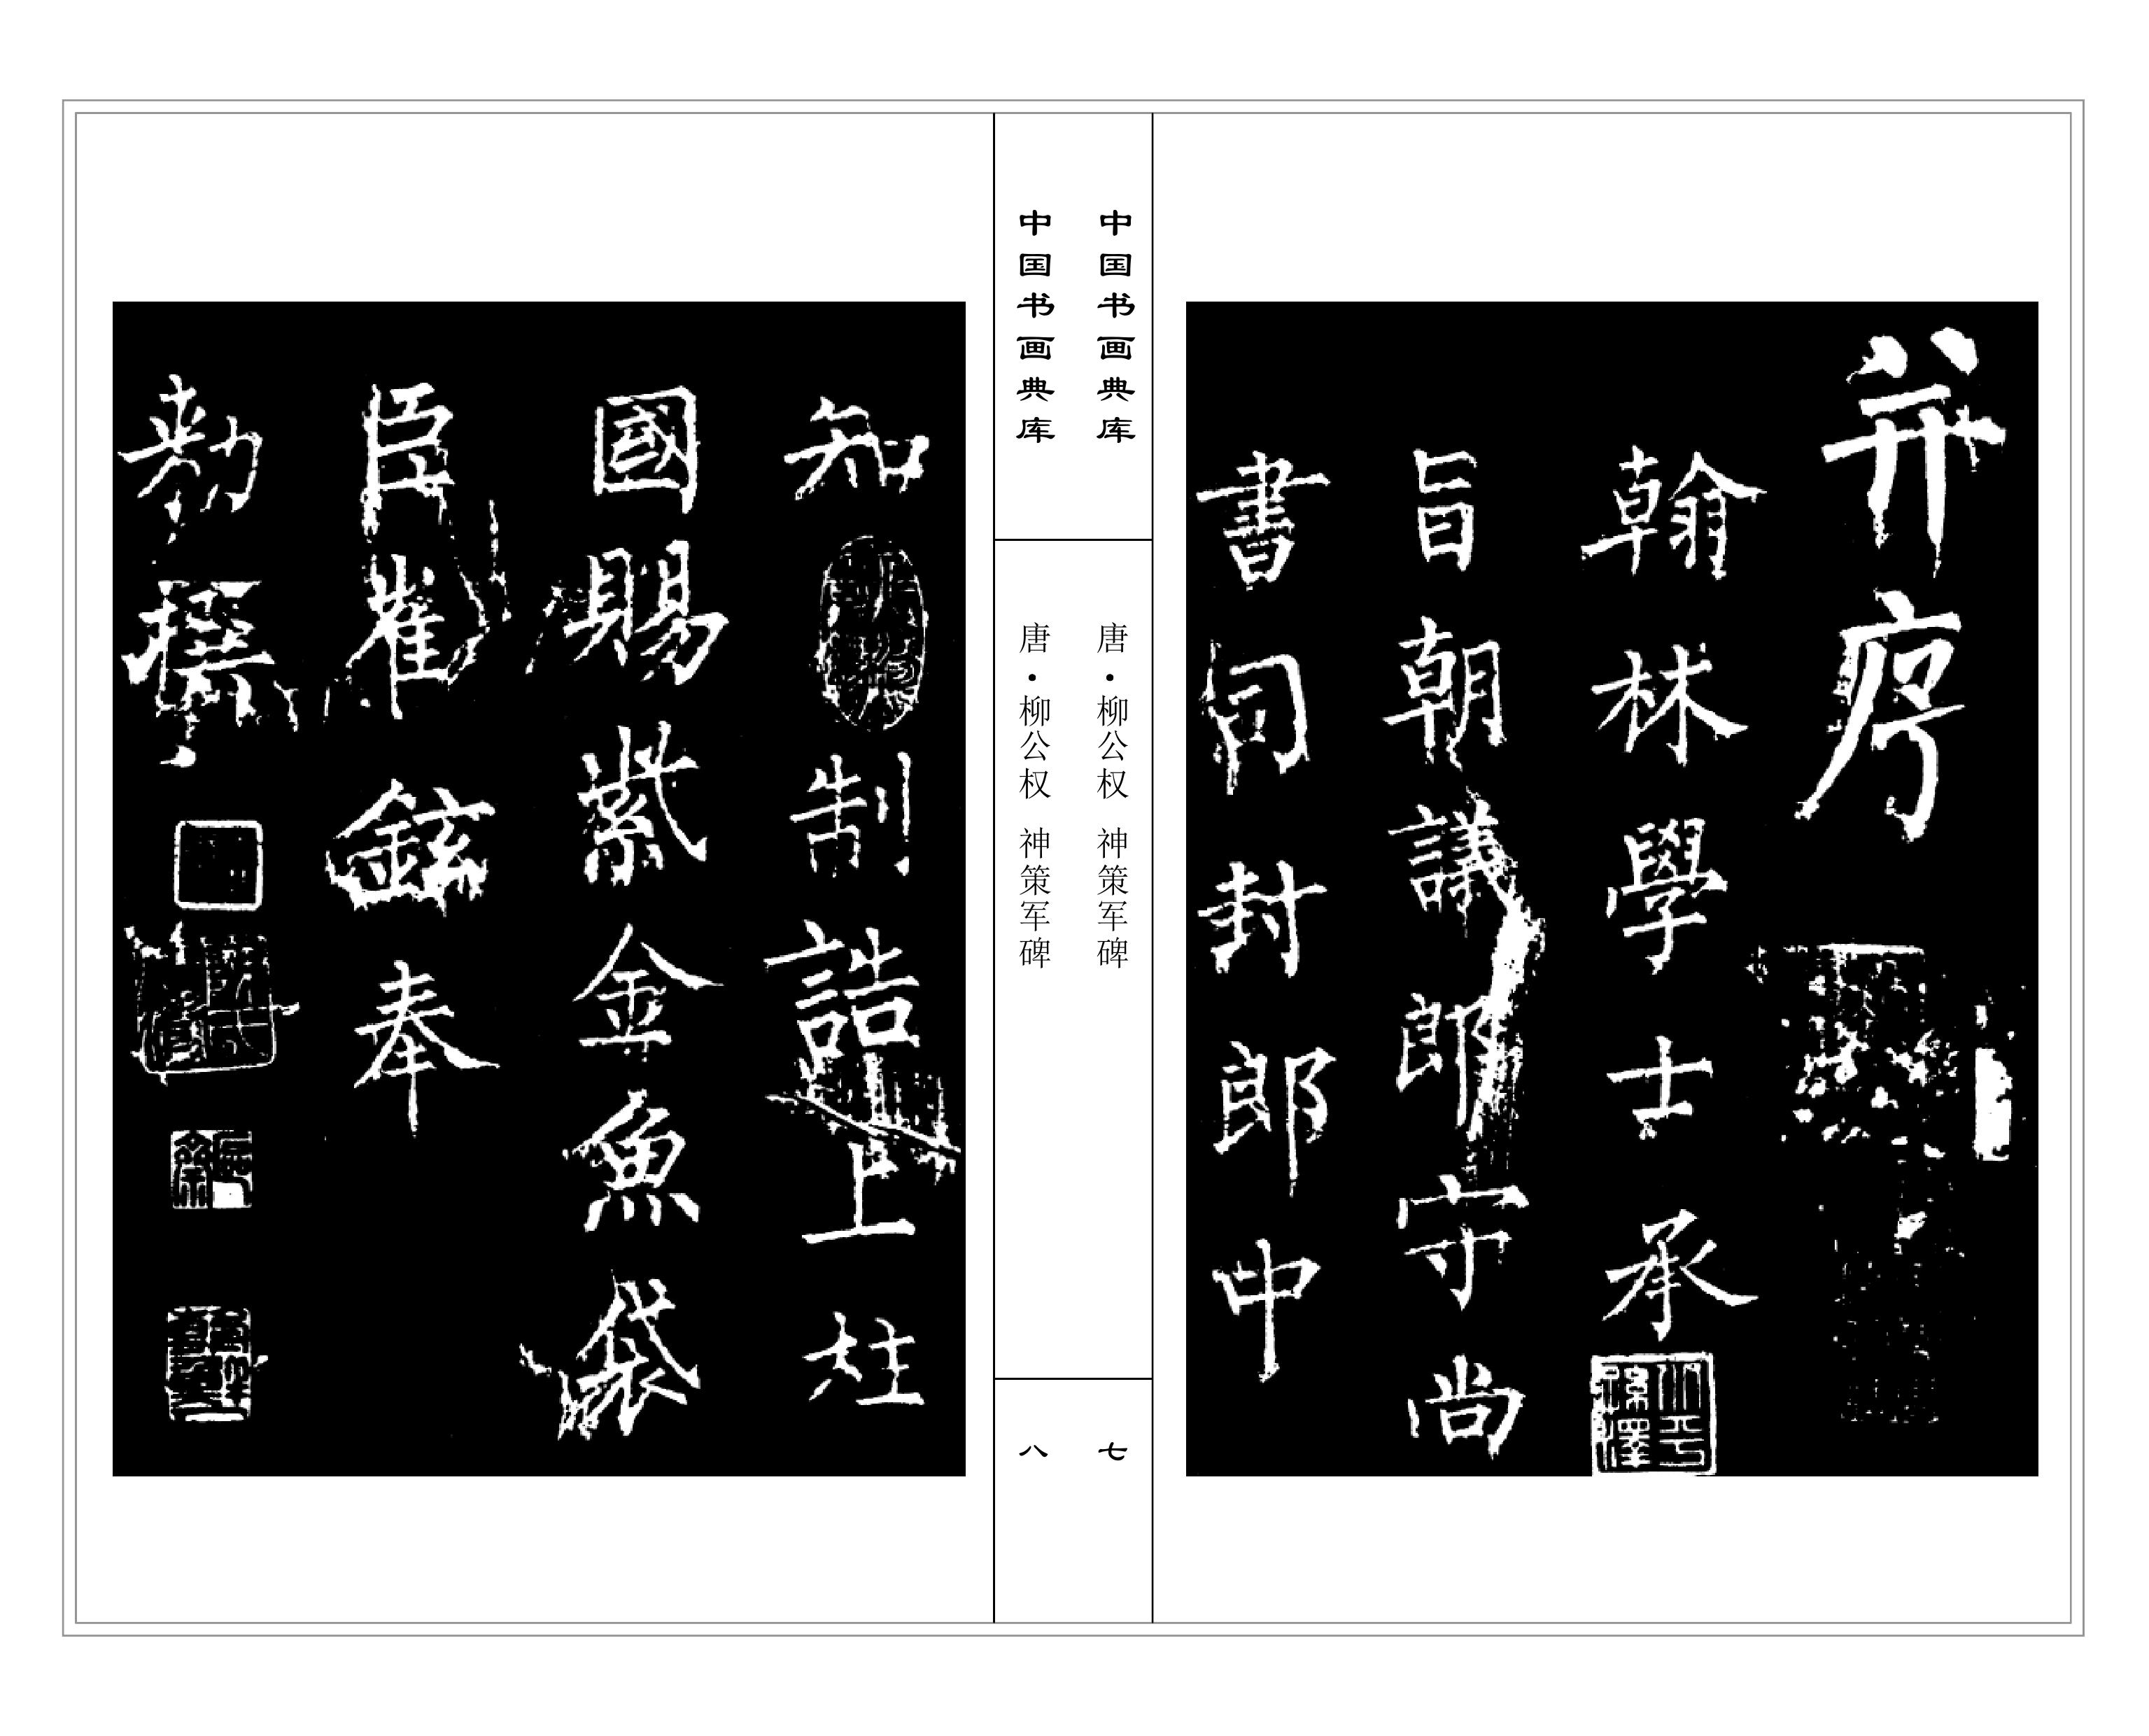 并序
翰林學士承
旨朝議郎守尚
書司封郎中
中国书画典库
唐·柳公权 神策军碑
七
中国书画典库
唐·柳公权 神策军碑
八
知制誥上柱
國賜紫金魚袋
臣崔鉉奉
勑撰